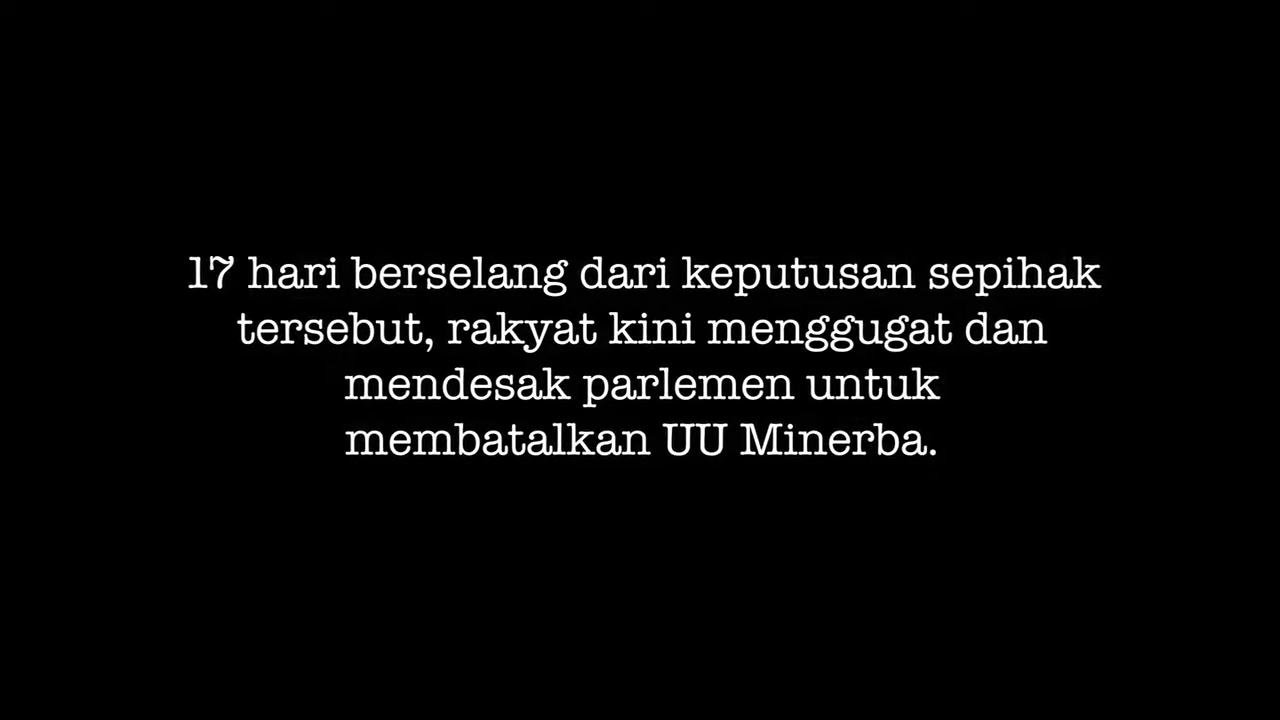 17 hari berselang dari keputusan sepihak
tersebut, rakyat kini menggugat dan
mendesak parlemen untuk
membatalkan UU Minerba.